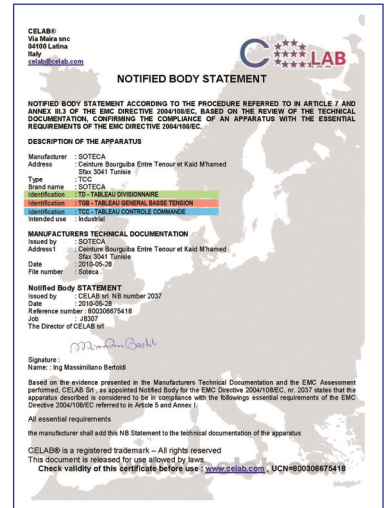 CELAB®
Via Maira snc
04100 Latina
Italy
celab@celab.com
C LAB
NOTIFIED BODY STATEMENT
NOTIFIED BODY STATEMENT ACCORDING TO THE PROCEDURE REFERRED TO IN ARTICLE 7 AND
ANNEX III.3 OF THE EMC DIRECTIVE 2004/108/EC, BASED ON THE REVIEW OF THE TECHNICAL
DOCUMENTATION, CONFIRMING THE COMPLIANCE OF AN APPARATUS WITH THE ESSENTIAL
REQUIREMENTS OF THE EMC DIRECTIVE 2004/108/EC.
DESCRIPTION OF THE APPARATUS
Manufacturer : SOTECA
Address : Ceinture Bourguiba Entre Tenour et Kaid M'hamed
Sfax 3041 Tunisie
Type : TCC
Brand name : SOTECA
Identification : TD - TABLEAU DIVISIONNAIRE
Identification : TGB - TABLEAU GENERAL BASSE TENSION
Identification : TCC - TABLEAU CONTROLE COMMANDE
Intended use : Industrial
MANUFACTURERS TECHNICAL DOCUMENTATION
Issued by : SOTECA
Address1 : Ceinture Bourguiba Entre Tenour et Kaid M'hamed
Sfax 3041 Tunisie
Date : 2010-05-28
File number : Soteca
Notified Body STATEMENT
Issued by : CELAB srl NB number 2037
Date : 2010-05-28
Reference number : 800306675418
Job : J8307
The Director of CELAB srl
Signature :
Name: : Ing Massimiliano Bertoldi
Based on the evidence presented in the Manufacturers Technical Documentation and the EMC Assessment
performed, CELAB Srl , as appointed Notified Body for the EMC Directive 2004/108/EC, nr. 2037 states that the
apparatus described is considered to be in compliance with the followings essential requirements of the EMC
Directive 2004/108/EC referred to in Article 5 and Annex I.
All essential requirements
the manufacturer shall add this NB Statement to the technical documentation of the apparatus
CELAB® is a registered trademark – All rights reserved
This document is released for use allowed by laws.
Check validity of this certificate before use : www.celab.com , UCN=800306675418